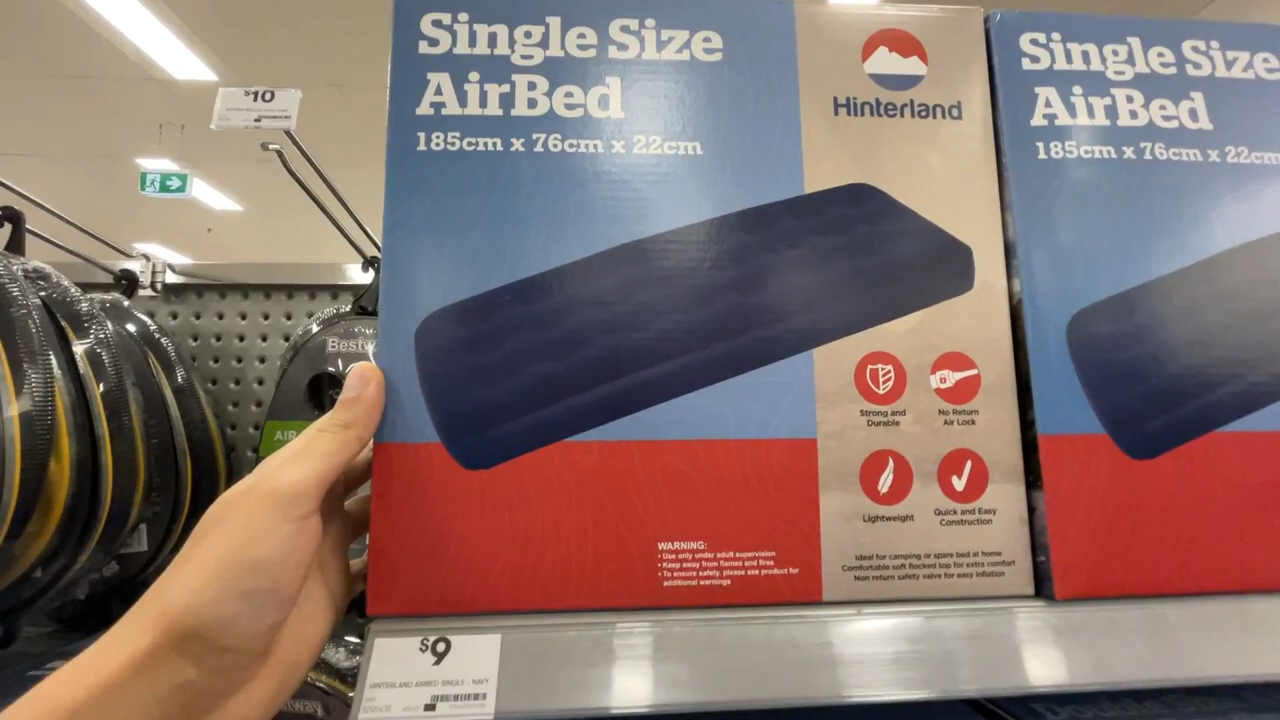 $10
Single Size
AirBed
185cm x 76cm x 22cm
Hinterland
Strong and
Durable
No Return
Air Lock
Lightweight
Quick and Easy
Construction
WARNING:
• Use only under adult supervision
• Keep away from flames and fires
• To ensure safety, please see product for
additional warnings
Ideal for camping or spare bed at home
Comfortable soft flocked top for extra comfort
Non return safety valve for easy inflation
Single Size
AirBed
185cm x 76cm x 22cm
Bestw
AIR
$9
HINTERLAND AIRBED SINGLE - NAVY